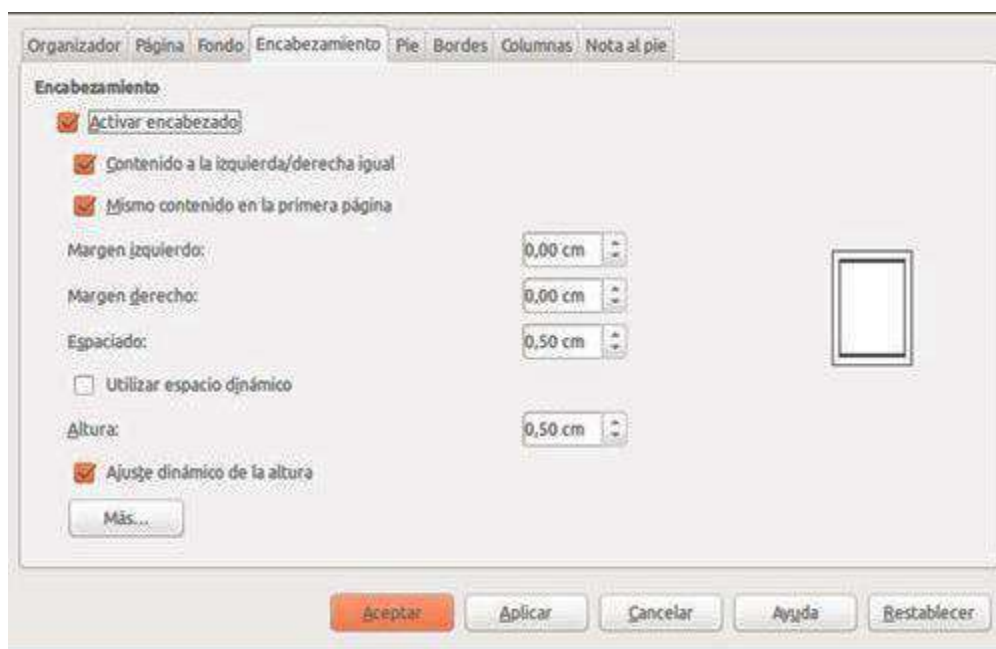 Organizador Página Fondo Encabezamiento Pie Bordes Columnas Nota al pie
Encabezamiento
Activar encabezado
Contenido a la izquierda/derecha igual
Mismo contenido en la primera página
Margen izquierdo: 0,00 cm
Margen derecho: 0,00 cm
Espaciado: 0,50 cm
Utilizar espacio dinámico
Altura: 0,50 cm
Ajuste dinámico de la altura
Más...
Aceptar Aplicar Cancelar Ayuda Restablecer